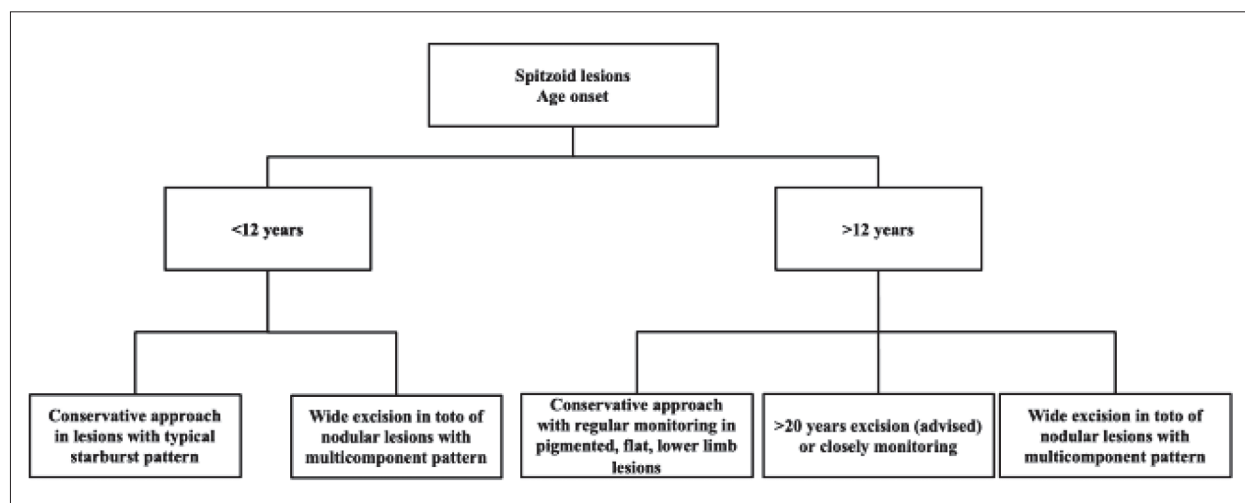 Spitzoid lesions
Age onset
<12 years
>12 years
Conservative approach
in lesions with typical
starburst pattern
Wide excision in toto of
nodular lesions with
multicomponent pattern
Conservative approach
with regular monitoring in
pigmented, flat, lower limb
lesions
>20 years excision (advised)
or closely monitoring
Wide excision in toto of
nodular lesions with
multicomponent pattern